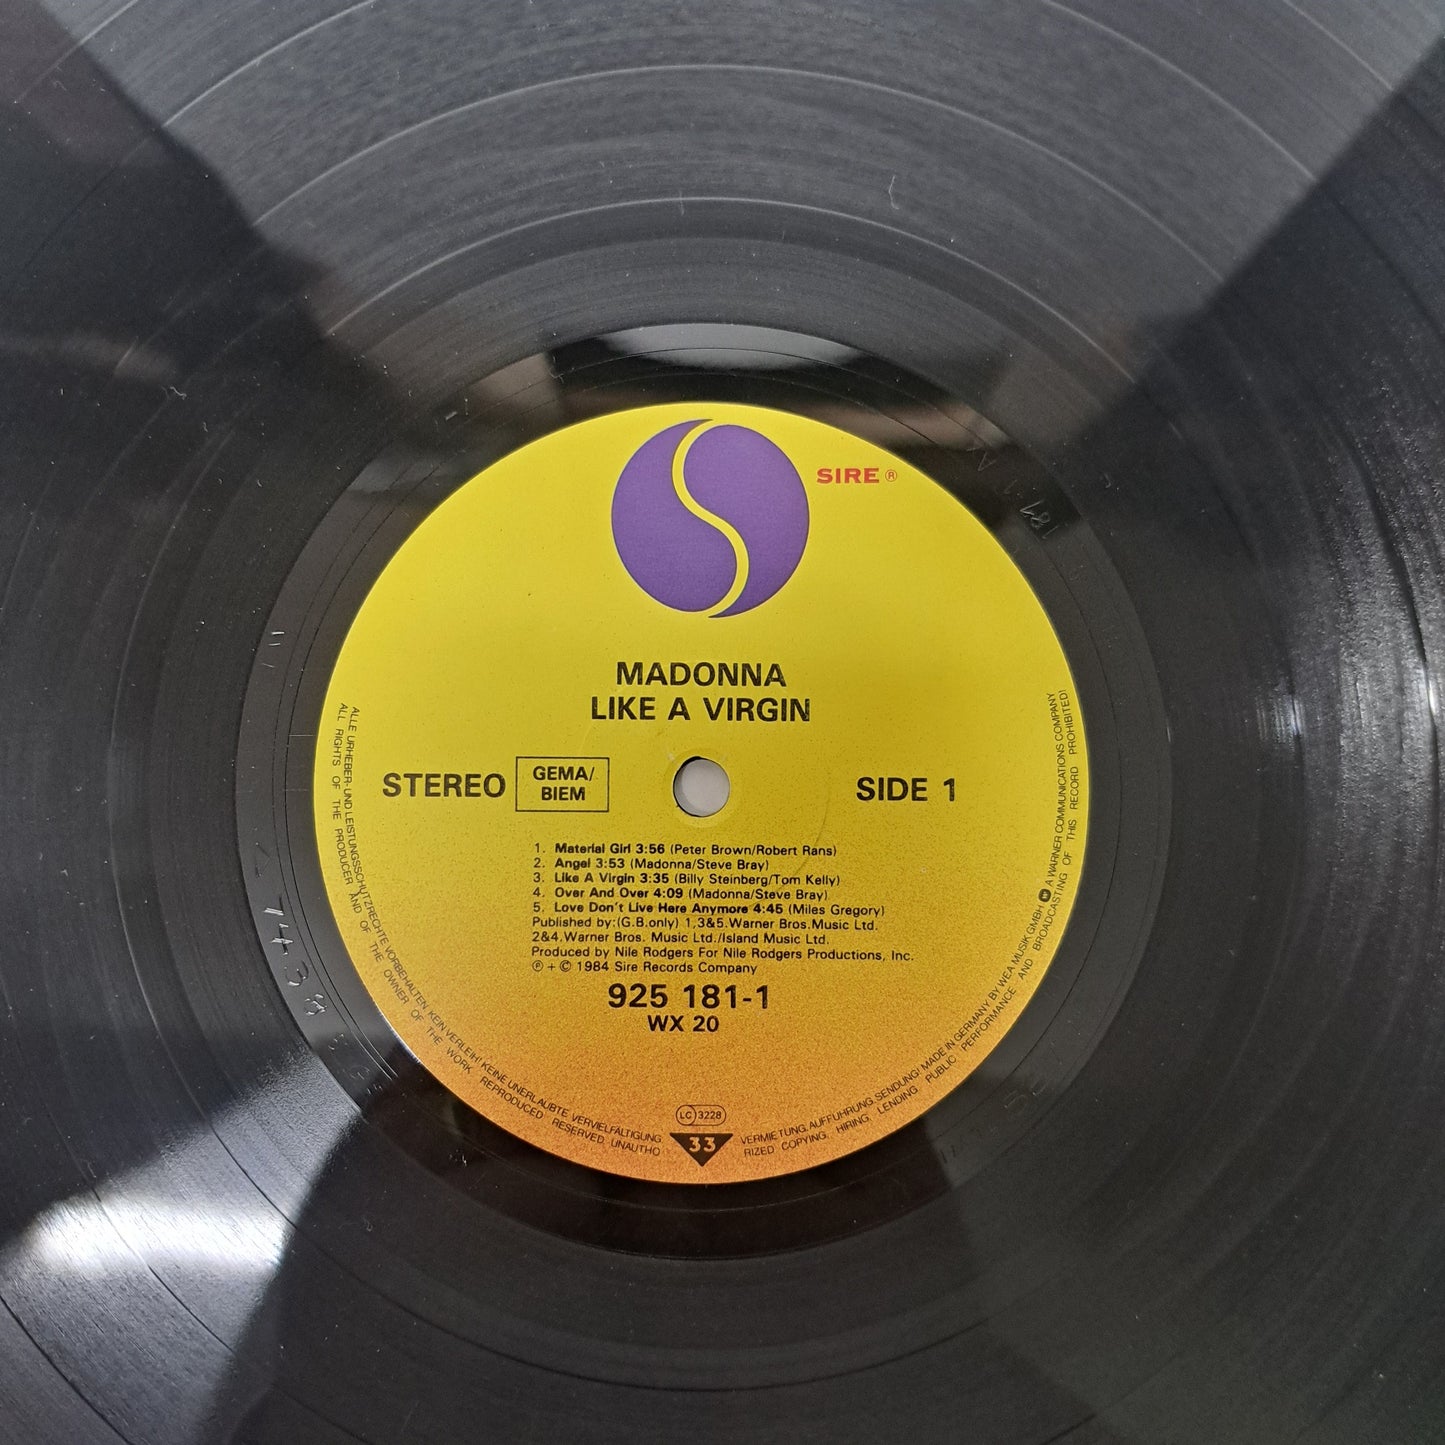 SIRE ®
MADONNA
LIKE A VIRGIN
STEREO
GEMA/
BIEM
SIDE 1
1. Material Girl 3:56 (Peter Brown/Robert Rans)
2. Angel 3:53 (Madonna/Steve Bray)
3. Like A Virgin 3:35 (Billy Steinberg/Tom Kelly)
4. Over And Over 4:09 (Madonna/Steve Bray)
5. Love Don't Live Here Anymore 4:45 (Miles Gregory)
Published by:(G.B.only) 1,3&5.Warner Bros.Music Ltd.
2&4.Warner Bros. Music Ltd./Island Music Ltd.
Produced by Nile Rodgers For Nile Rodgers Productions, Inc.
℗ + © 1984 Sire Records Company
925 181-1
WX 20
LC 3228
33
ALLE URHEBER- UND LEISTUNGSSCHUTZRECHTE VORBEHALTEN KEIN VERLEIH! KEINE UNERLAUBTE VERVIELFÄLTIGUNG
VERMIETUNG, AUFFÜHRUNG, SENDUNG! MADE IN GERMANY BY WEA MUSIK GMBH A WARNER COMMUNICATIONS COMPANY
ALL RIGHTS OF THE PRODUCER AND OF THE OWNER OF THE WORK REPRODUCED RESERVED UNAUTHO
RIZED COPYING, HIRING, LENDING PUBLIC PERFORMANCE AND BROADCASTING OF THIS RECORD PROHIBITED!